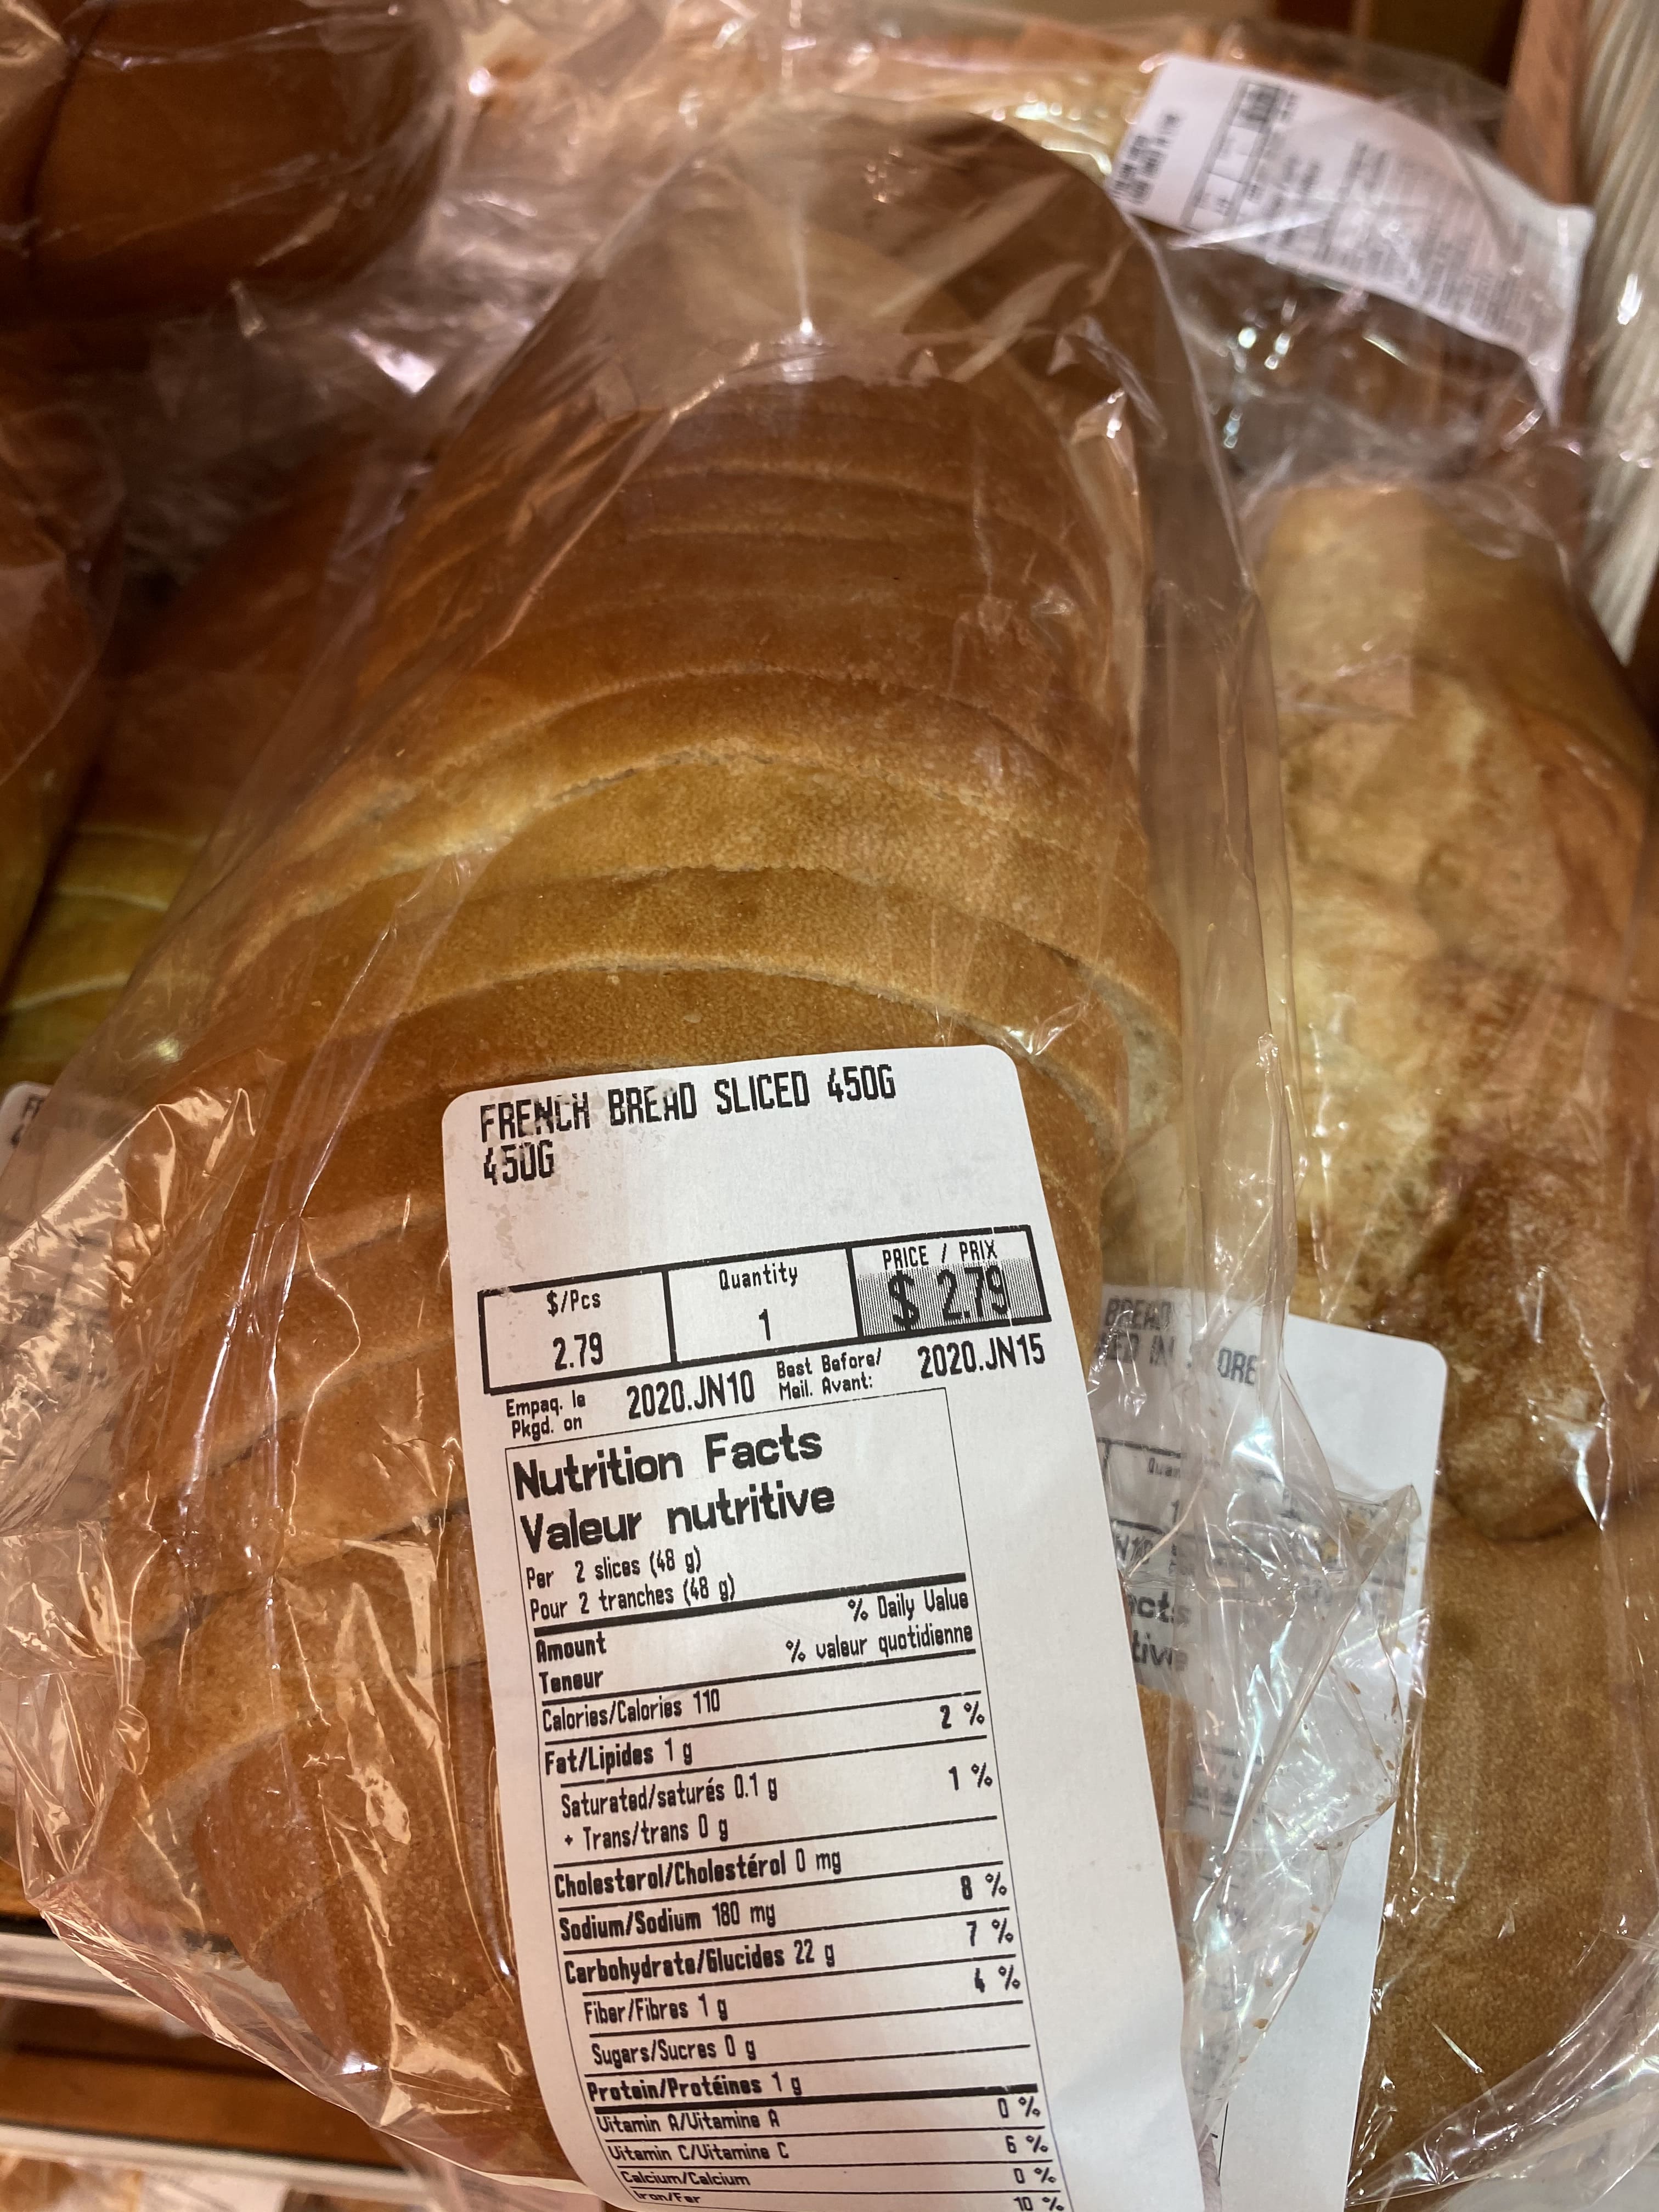 FRENCH BREAD SLICED 450G
450G
$/Pcs
2.79
Quantity
1
PRICE / PRIX
$ 2.79
Empaq. le
Pkgd. on
2020.JN10
Best Before/
Meil. Avant:
2020.JN15
Nutrition Facts
Valeur nutritive
Per 2 slices (48 g)
Pour 2 tranches (48 g)
Amount
Teneur
% Daily Value
% valeur quotidienne
Calories/Calories 110
Fat/Lipides 1 g 2 %
Saturated/saturés 0.1 g
+ Trans/trans 0 g 1 %
Cholesterol/Cholestérol 0 mg
Sodium/Sodium 180 mg 8 %
Carbohydrate/Glucides 22 g 7 %
Fiber/Fibres 1 g 4 %
Sugars/Sucres 0 g
Protein/Protéines 1 g
Vitamin A/Vitamine A 0 %
Vitamin C/Vitamine C 6 %
Calcium/Calcium 0 %
Iron/Fer 10 %
BREAD